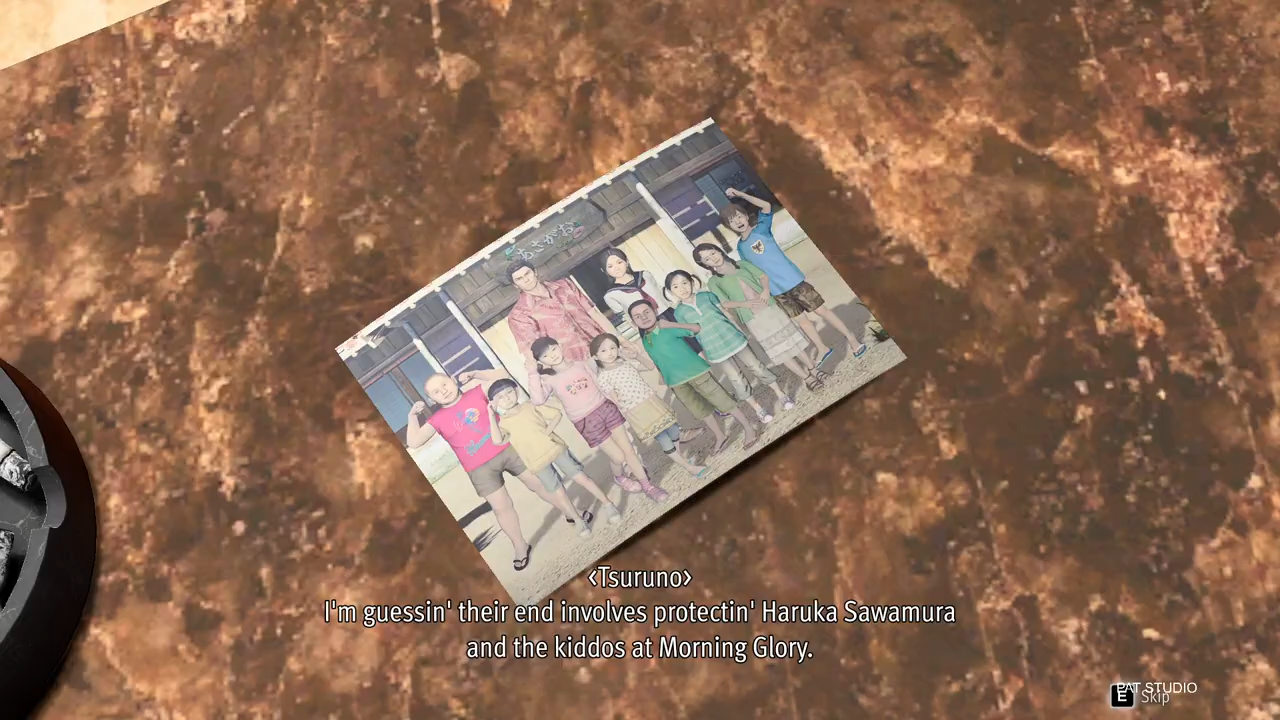 あさがお
<Tsuruno>
I'm guessin' their end involves protectin' Haruka Sawamura
and the kiddos at Morning Glory.
PAT STUDIO
E Skip